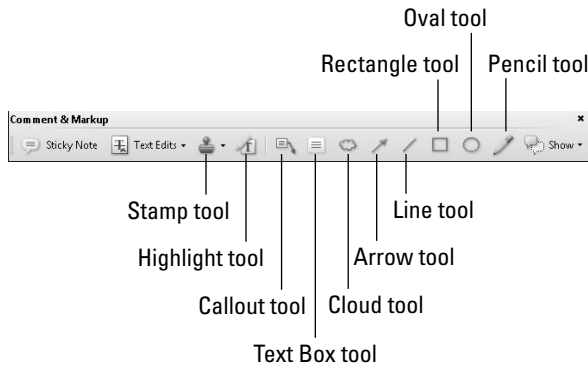 Oval tool
Rectangle tool
Pencil tool
Comment & Markup
Sticky Note
Text Edits
Show
Stamp tool
Line tool
Highlight tool
Arrow tool
Callout tool
Cloud tool
Text Box tool